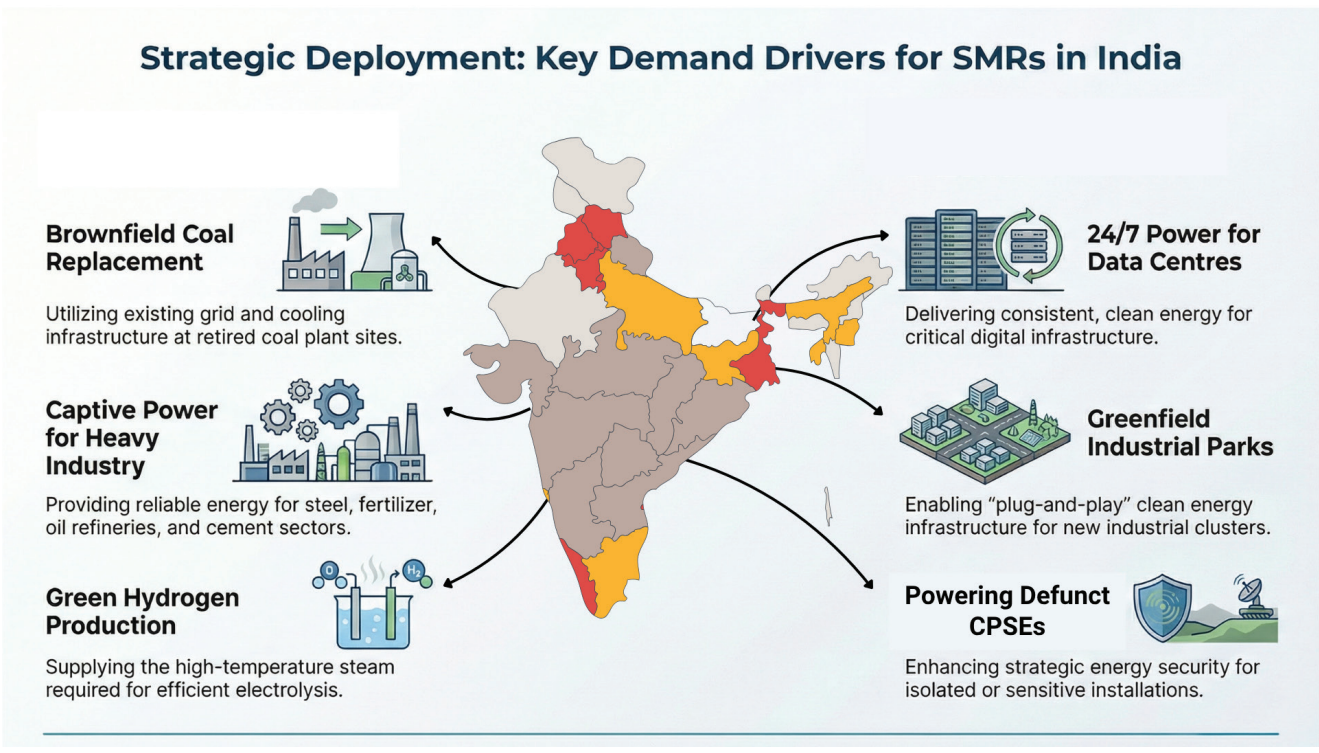 Strategic Deployment: Key Demand Drivers for SMRs in India
Brownfield Coal
Replacement
Utilizing existing grid and cooling
infrastructure at retired coal plant sites.
Captive Power
for Heavy
Industry
Providing reliable energy for steel, fertilizer,
oil refineries, and cement sectors.
O
H₂
Green Hydrogen
Production
Supplying the high-temperature steam
required for efficient electrolysis.
24/7 Power for
Data Centres
Delivering consistent, clean energy for
critical digital infrastructure.
Greenfield
Industrial Parks
Enabling “plug-and-play” clean energy
infrastructure for new industrial clusters.
Powering Defunct
CPSEs
Enhancing strategic energy security for
isolated or sensitive installations.